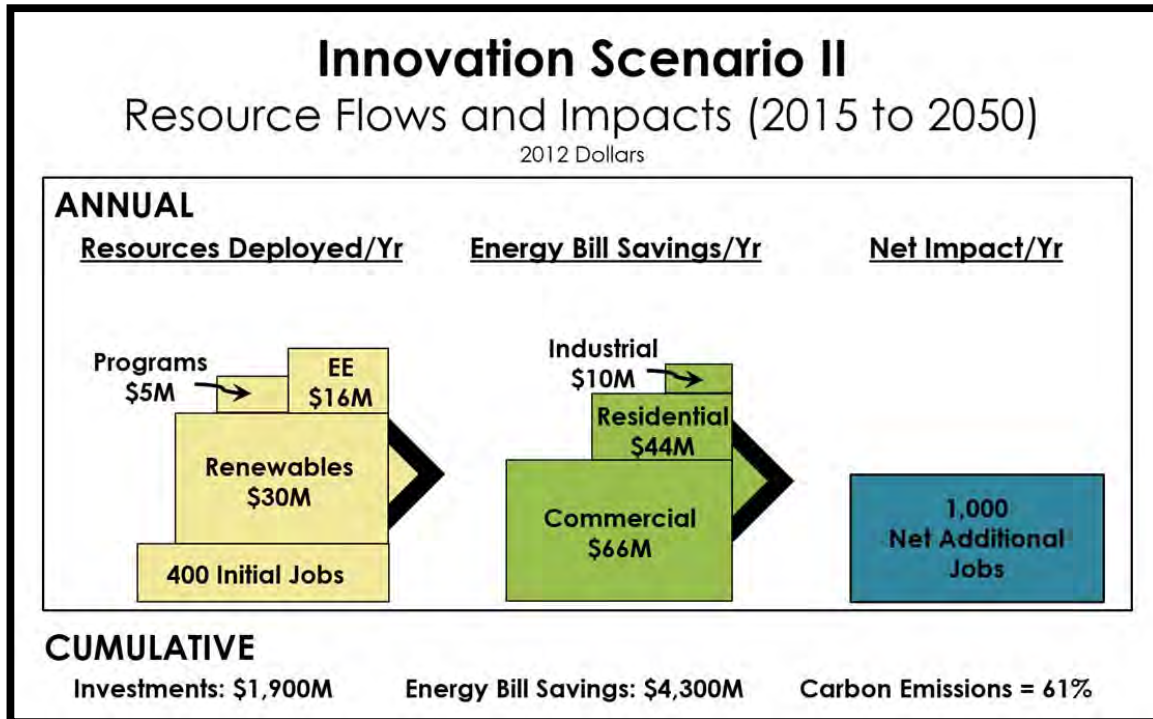 Innovation Scenario II
Resource Flows and Impacts (2015 to 2050)
2012 Dollars
ANNUAL
Resources Deployed/Yr
Programs
$5M
EE
$16M
Renewables
$30M
400 Initial Jobs
Energy Bill Savings/Yr
Industrial
$10M
Residential
$44M
Commercial
$66M
Net Impact/Yr
1,000
Net Additional
Jobs
CUMULATIVE
Investments: $1,900M
Energy Bill Savings: $4,300M
Carbon Emissions = 61%